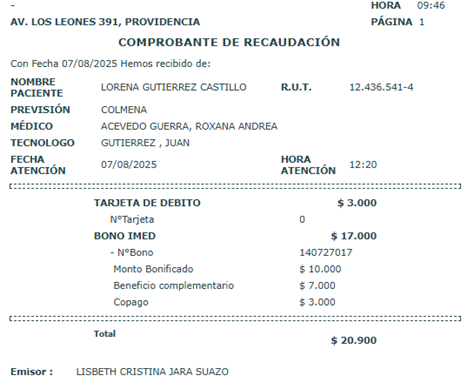 -
HORA 09:46
AV. LOS LEONES 391, PROVIDENCIA PÁGINA 1
COMPROBANTE DE RECAUDACIÓN
Con Fecha 07/08/2025 Hemos recibido de:
NOMBRE PACIENTE LORENA GUTIERREZ CASTILLO R.U.T. 12.436.541-4
PREVISIÓN COLMENA
MÉDICO ACEVEDO GUERRA, ROXANA ANDREA
TECNOLOGO GUTIERREZ , JUAN
FECHA ATENCIÓN 07/08/2025 HORA ATENCIÓN 12:20
TARJETA DE DEBITO $ 3.000
N°Tarjeta 0
BONO IMED $ 17.000
- N°Bono 140727017
Monto Bonificado $ 10.000
Beneficio complementario $ 7.000
Copago $ 3.000
Total $ 20.900
Emisor : LISBETH CRISTINA JARA SUAZO